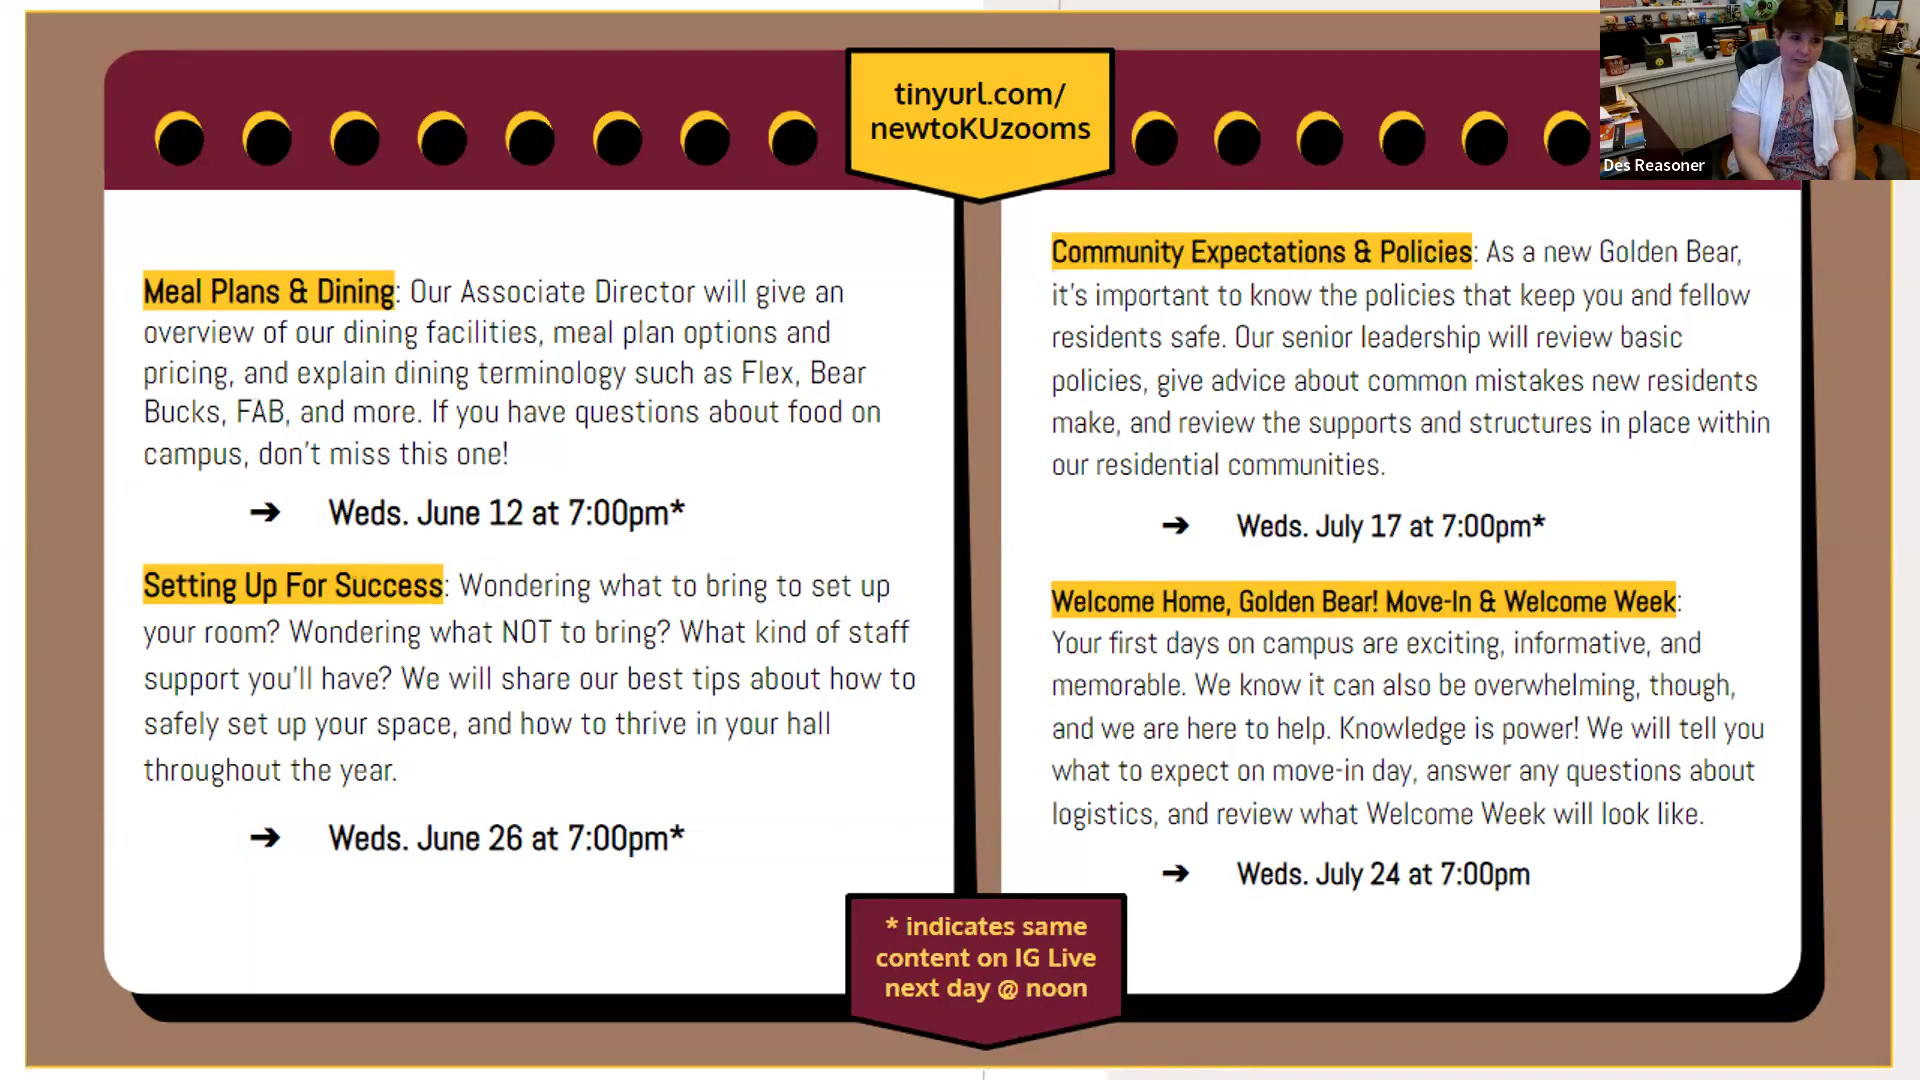 tinyurl.com/
newtoKUzooms
Des Reasoner
Meal Plans & Dining: Our Associate Director will give an
overview of our dining facilities, meal plan options and
pricing, and explain dining terminology such as Flex, Bear
Bucks, FAB, and more. If you have questions about food on
campus, don't miss this one!
➔ Weds. June 12 at 7:00pm*
Setting Up For Success: Wondering what to bring to set up
your room? Wondering what NOT to bring? What kind of staff
support you'll have? We will share our best tips about how to
safely set up your space, and how to thrive in your hall
throughout the year.
➔ Weds. June 26 at 7:00pm*
Community Expectations & Policies: As a new Golden Bear,
it's important to know the policies that keep you and fellow
residents safe. Our senior leadership will review basic
policies, give advice about common mistakes new residents
make, and review the supports and structures in place within
our residential communities.
➔ Weds. July 17 at 7:00pm*
Welcome Home, Golden Bear! Move-In & Welcome Week:
Your first days on campus are exciting, informative, and
memorable. We know it can also be overwhelming, though,
and we are here to help. Knowledge is power! We will tell you
what to expect on move-in day, answer any questions about
logistics, and review what Welcome Week will look like.
➔ Weds. July 24 at 7:00pm
* indicates same
content on IG Live
next day @ noon